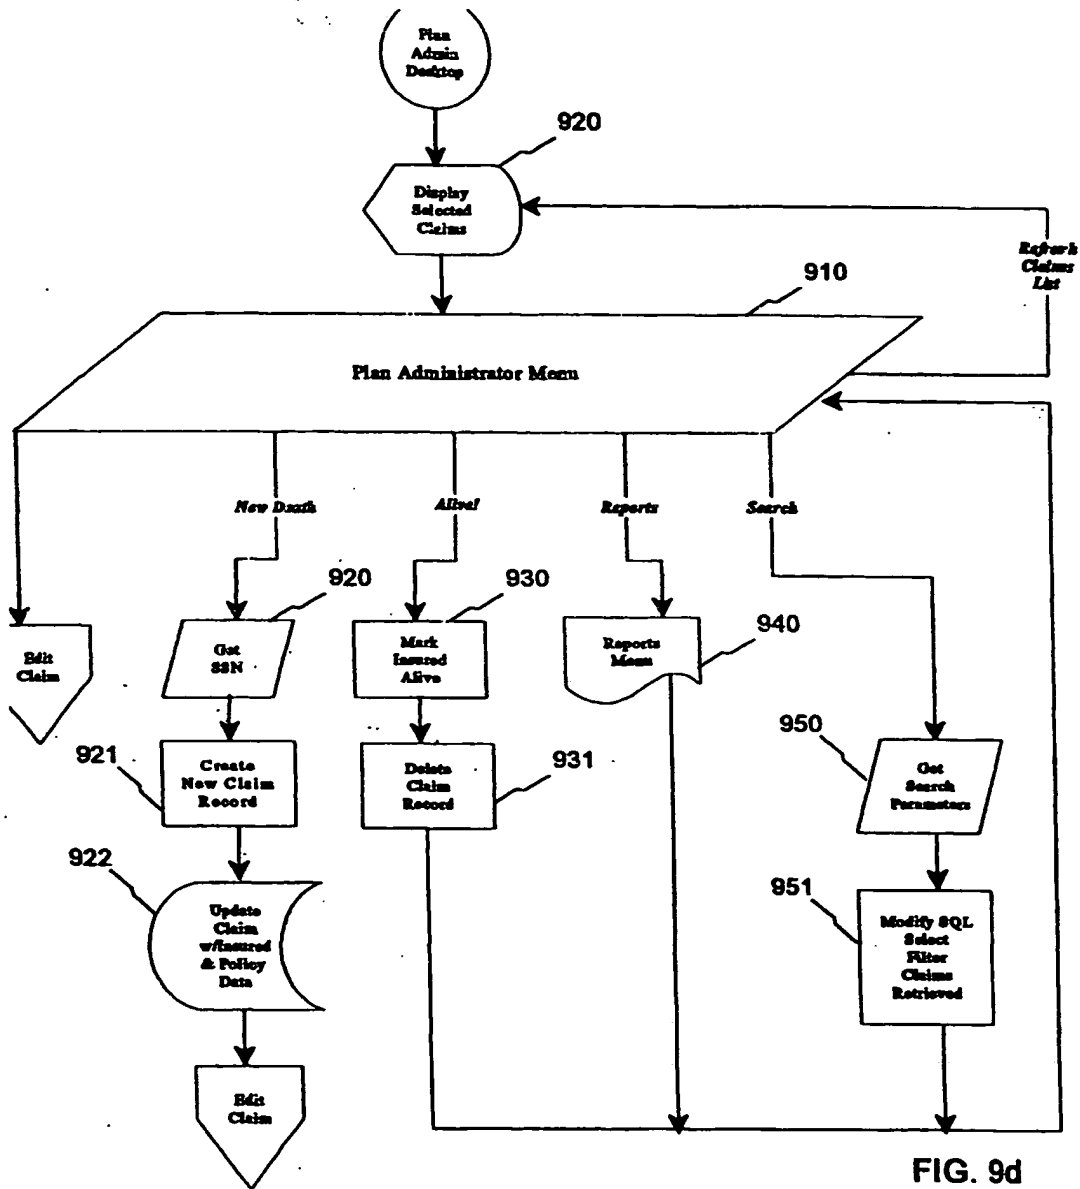 Plan
Admin
Desktop
920
Display
Selected
Claims
Refresh
Claims
List
910
Plan Administrator Menu
New Death
Alive!
Reports
Search
920
930
940
Edit
Claim
Get
SSN
Mark
Insured
Alive
Reports
Menu
921
931
950
Create
New Claim
Record
Delete
Claim
Record
Get
Search
Parameters
922
951
Update
Claim
w/Insured
& Policy
Data
Modify SQL
Select
Filter
Claims
Retrieved
Edit
Claim
FIG. 9d